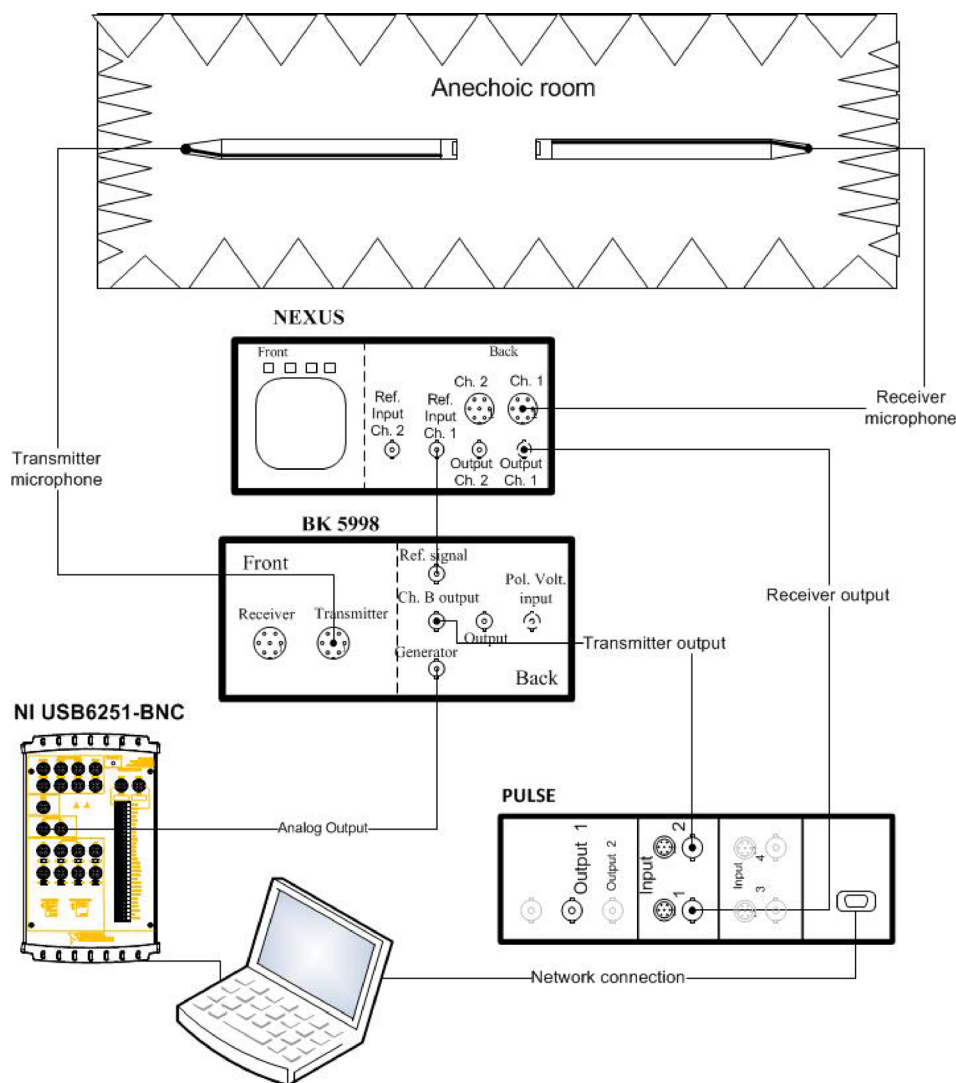 Anechoic room
NEXUS
Front
Back
Ch. 2
Ch. 1
Ref.
Input
Ch. 2
Ref.
Input
Ch. 1
Output
Ch. 2
Output
Ch. 1
Receiver
microphone
Transmitter
microphone
BK 5998
Front
Ref. signal
Ch. B output
Pol. Volt.
input
Receiver
Transmitter
Output
Generator
Back
Receiver output
Transmitter output
NI USB6251-BNC
Analog Output
PULSE
Output 1
Output 2
Input
1
2
Input
3
4
Network connection